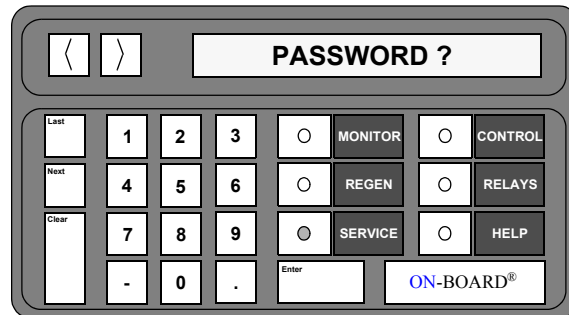 〈 〉 PASSWORD ?
Last 1 2 3 MONITOR CONTROL
Next 4 5 6 REGEN RELAYS
Clear 7 8 9 SERVICE HELP
- 0 . Enter ON-BOARD®